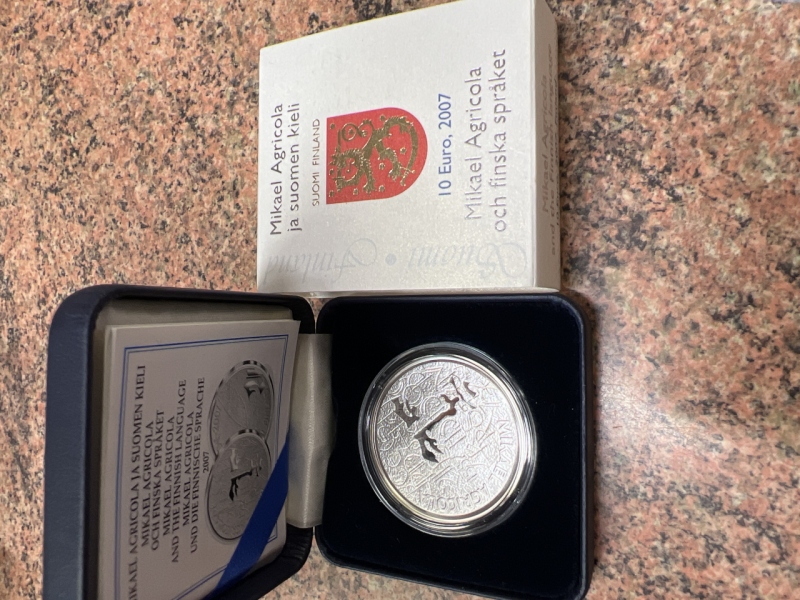 Mikael Agricola
ja suomen kieli
SUOMI FINLAND
10 Euro, 2007
Mikael Agricola
och finska språket
Suomi • Finland
MIKAEL AGRICOLA JA SUOMEN KIELI
MIKAEL AGRICOLA
OCH FINSKA SPRÅKET
MIKAEL AGRICOLA
AND THE FINNISH LANGUAGE
MIKAEL AGRICOLA
UND DIE FINNISCHE SPRACHE
2007